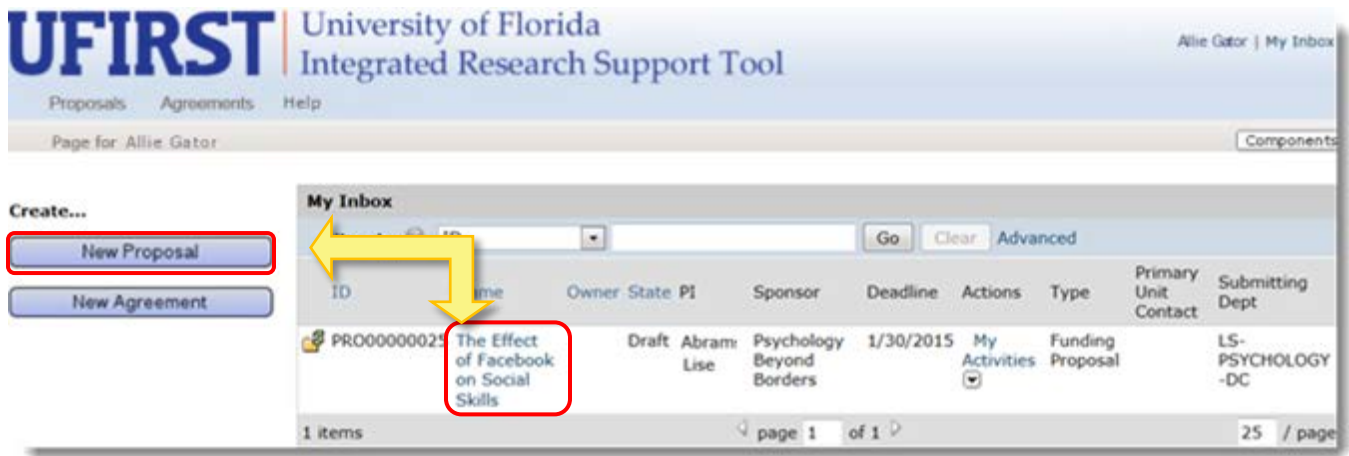 UFIRST
University of Florida
Integrated Research Support Tool
Allie Gator | My Inbox
Proposals Agreements Help
Page for Allie Gator
Components
Create...
New Proposal
New Agreement
My Inbox
Go Clear Advanced
ID Owner State PI Sponsor Deadline Actions Type Primary Unit Contact Submitting Dept
PRO00000025 The Effect of Facebook on Social Skills Draft Abram Lise Psychology Beyond Borders 1/30/2015 My Activities Funding Proposal LS-PSYCHOLOGY-DC
1 items page 1 of 1 25 / page